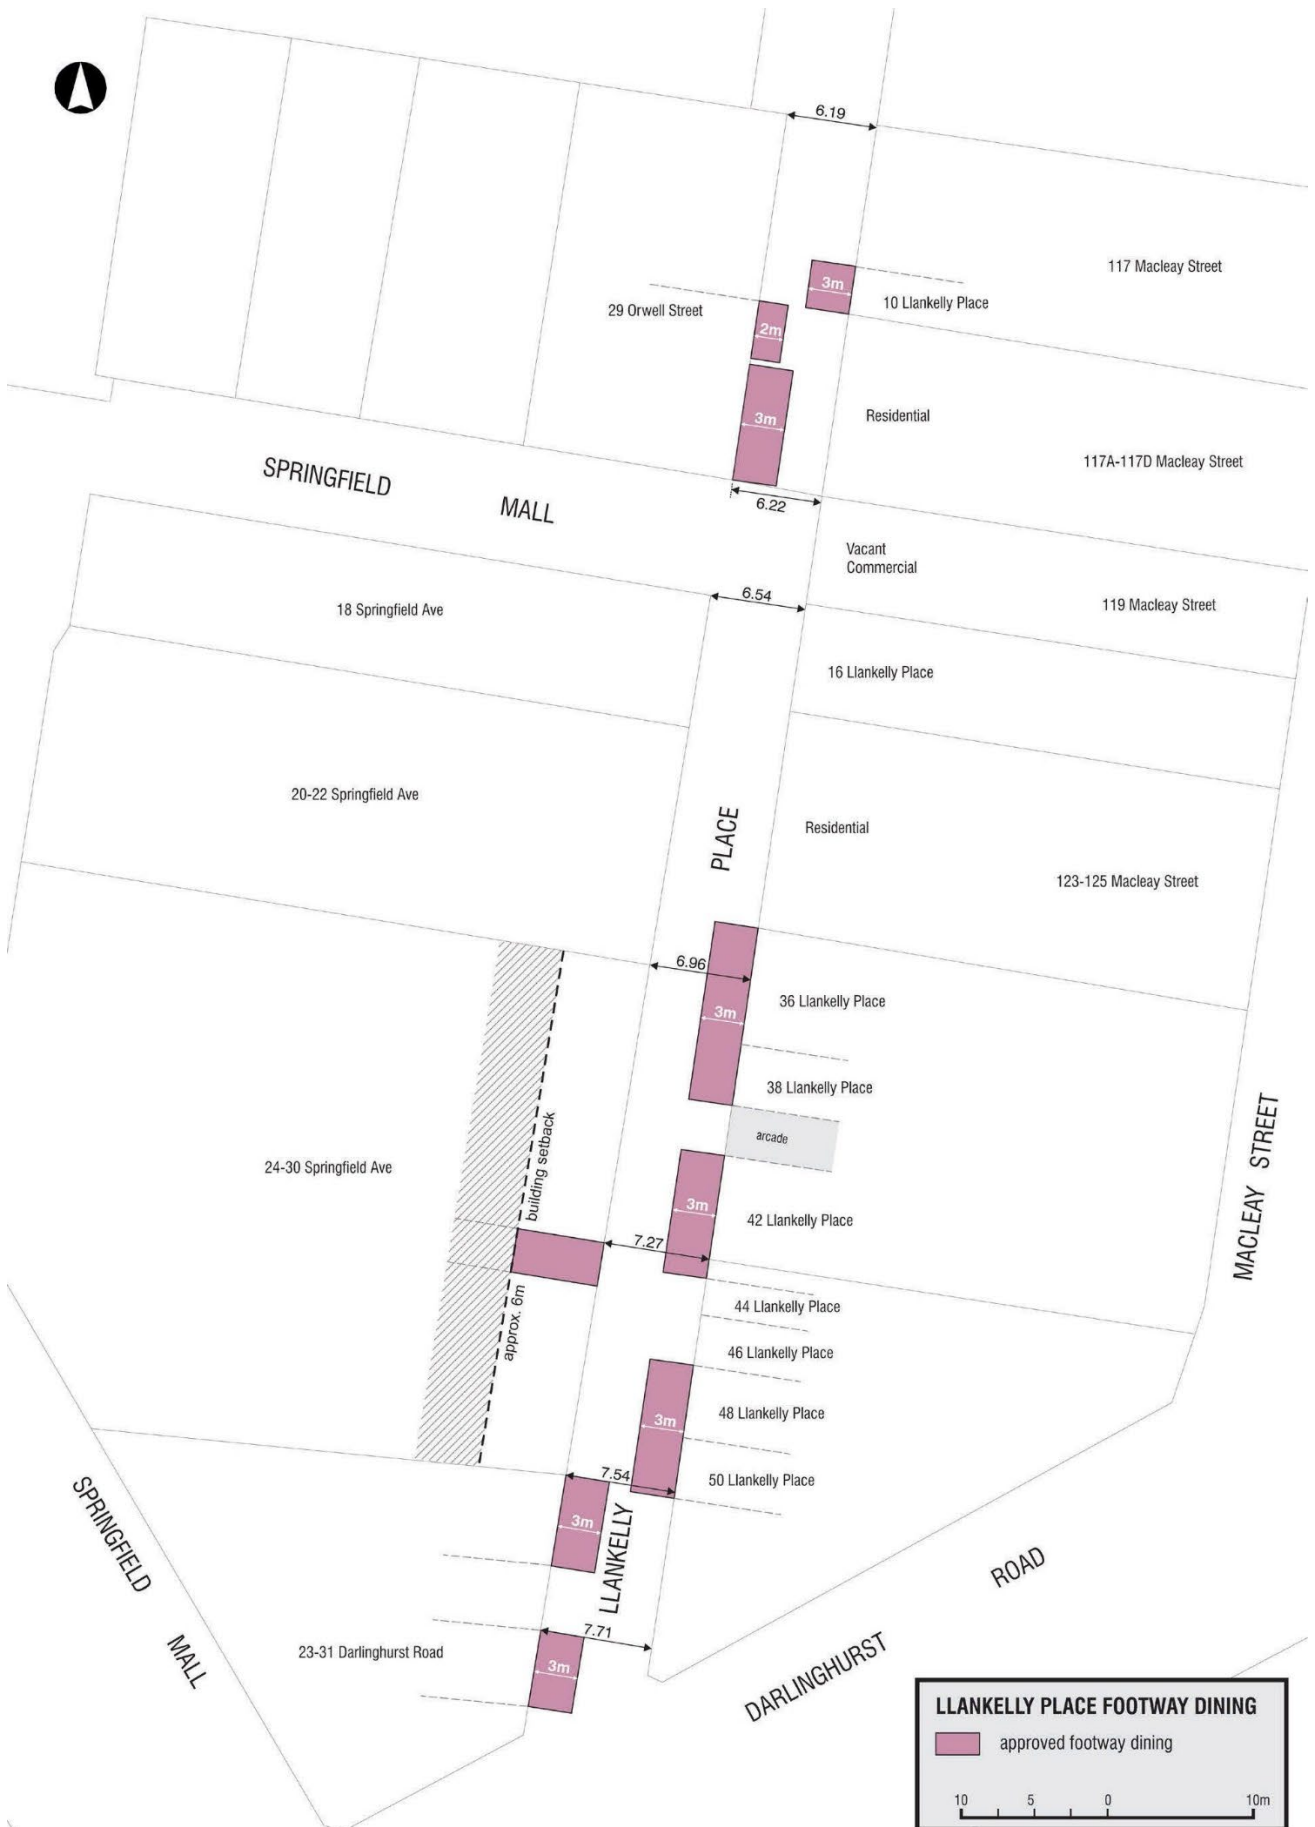 6.19
117 Macleay Street
3m
10 Llankelly Place
29 Orwell Street
2m
3m
Residential
117A-117D Macleay Street
SPRINGFIELD MALL
6.22
Vacant
Commercial
6.54
119 Macleay Street
18 Springfield Ave
16 Llankelly Place
20-22 Springfield Ave
PLACE
Residential
123-125 Macleay Street
6.96
36 Llankelly Place
3m
38 Llankelly Place
arcade
MACLEAY STREET
24-30 Springfield Ave
building setback
3m
42 Llankelly Place
7.27
approx. 6m
44 Llankelly Place
46 Llankelly Place
3m
48 Llankelly Place
7.54
50 Llankelly Place
3m
LLANKELLY
SPRINGFIELD MALL
DARLINGHURST ROAD
7.71
23-31 Darlinghurst Road
3m
LLANKELLY PLACE FOOTWAY DINING
approved footway dining
10 5 0 10m